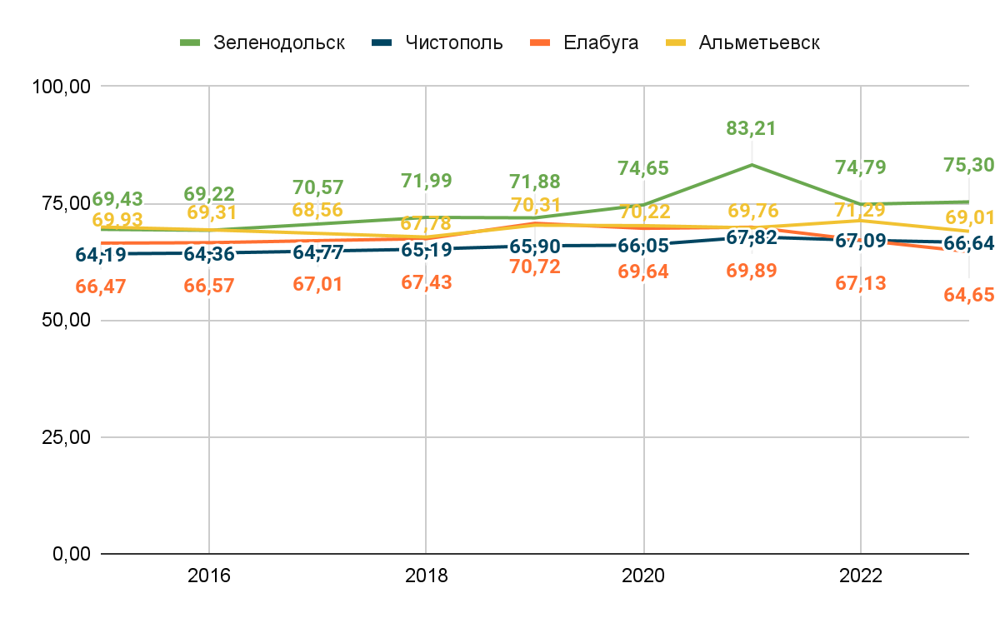 Зеленодольск Чистополь Елабуга Альметьевск
100,00
75,00
50,00
25,00
0,00
69,43 69,22 70,57 71,99 71,88 74,65 83,21 74,79 75,30
69,93 69,31 68,56 67,78 70,31 70,22 69,76 71,29 69,01
64,19 64,36 64,77 65,19 65,90 66,05 67,82 67,09 66,64
66,47 66,57 67,01 67,43 70,72 69,64 69,89 67,13 64,65
2016 2018 2020 2022